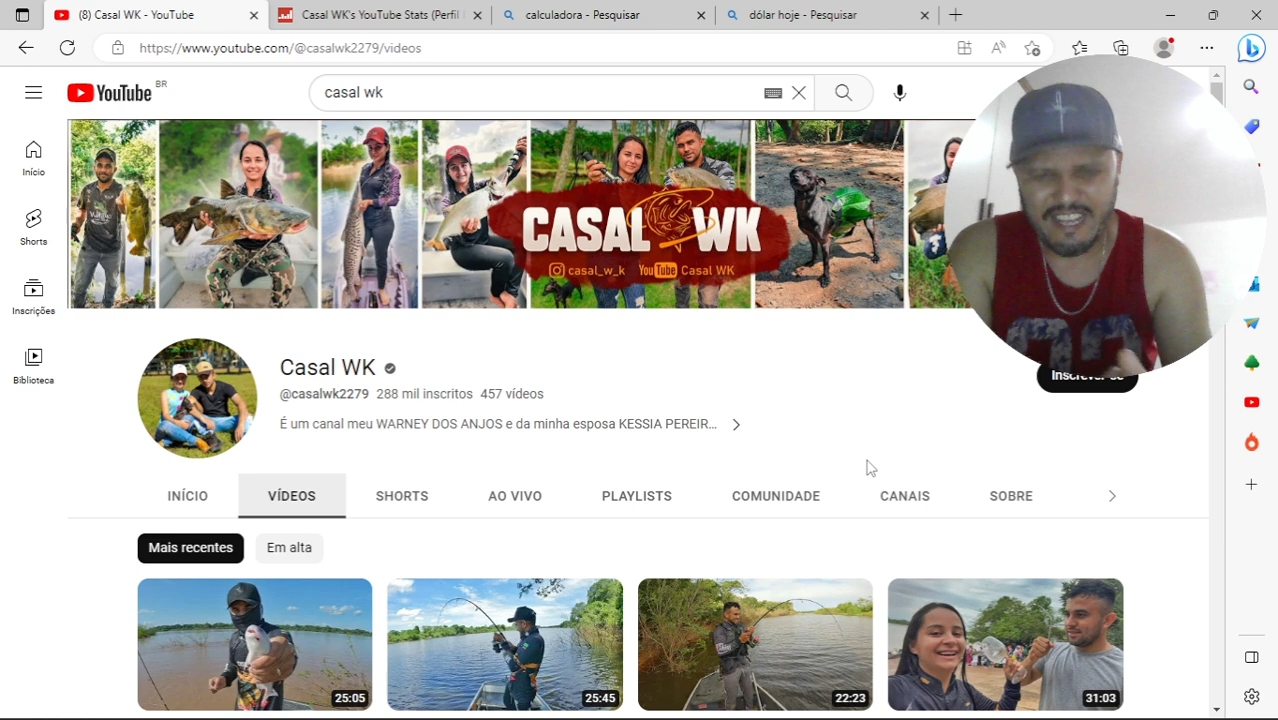 (8) Casal WK - YouTube
Casal WK's YouTube Stats (Perfil
calculadora - Pesquisar
dólar hoje - Pesquisar
https://www.youtube.com/@casalwk2279/videos
YouTube BR
casal wk
CASAL WK
casal_w_k YouTube Casal WK
Início
Shorts
Inscrições
Biblioteca
Casal WK
@casalwk2279 288 mil inscritos 457 vídeos
É um canal meu WARNEY DOS ANJOS e da minha esposa KESSIA PEREIR...
Inscrever-se
INÍCIO VÍDEOS SHORTS AO VIVO PLAYLISTS COMUNIDADE CANAIS SOBRE
Mais recentes Em alta
25:05 25:45 22:23 31:03